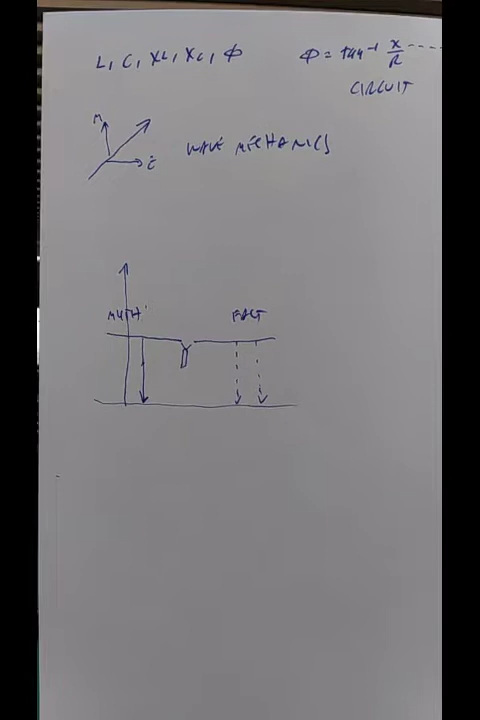 L, C, XL, XC, Φ
Φ = tan⁻¹ X/R ----
CIRCUIT
M
E
WAVE MECHANICS
MYTH
FACT